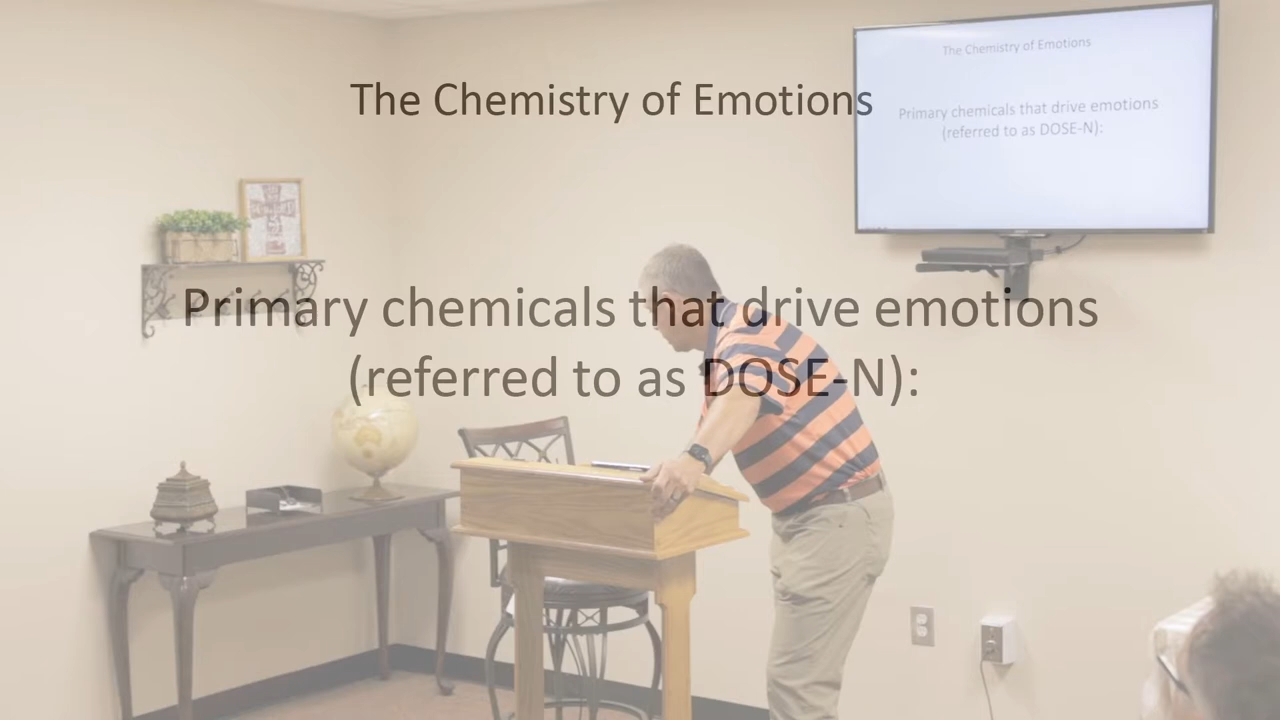 The Chemistry of Emotions
Primary chemicals that drive emotions
(referred to as DOSE-N):
The Chemistry of Emotions
Primary chemicals that drive emotions
(referred to as DOSE-N):